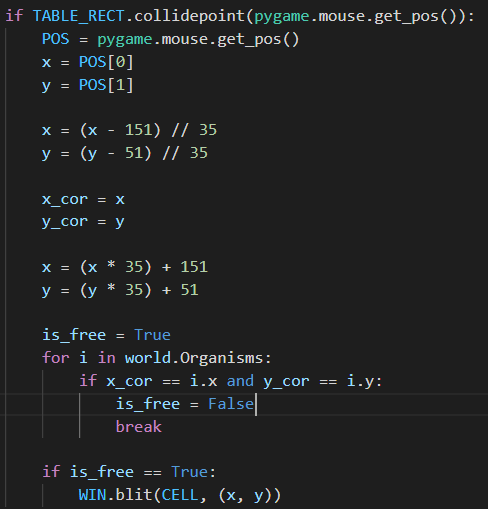 if TABLE_RECT.collidepoint(pygame.mouse.get_pos()):
    POS = pygame.mouse.get_pos()
    x = POS[0]
    y = POS[1]

    x = (x - 151) // 35
    y = (y - 51) // 35

    x_cor = x
    y_cor = y

    x = (x * 35) + 151
    y = (y * 35) + 51

    is_free = True
    for i in world.Organisms:
        if x_cor == i.x and y_cor == i.y:
            is_free = False
            break

    if is_free == True:
        WIN.blit(CELL, (x, y))